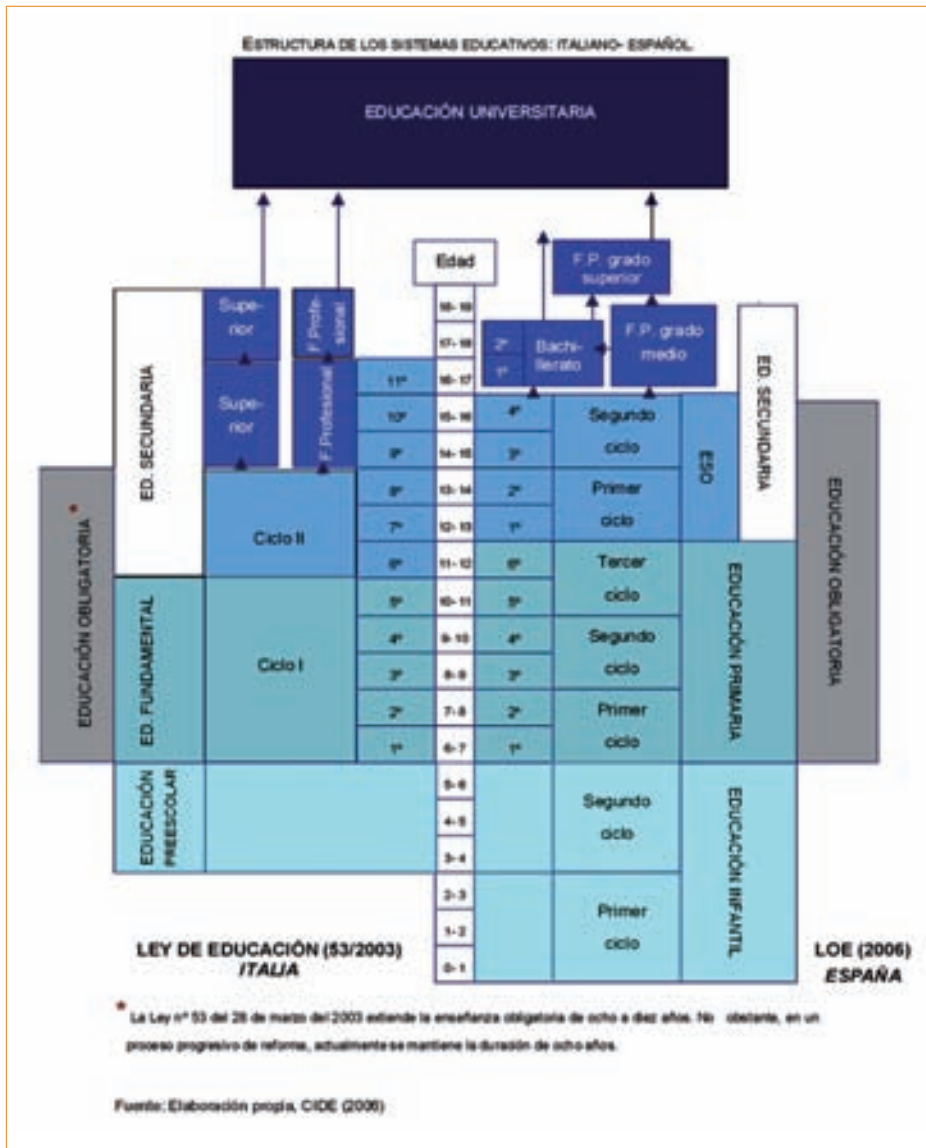 ESTRUCTURA DE LOS SISTEMAS EDUCATIVOS: ITALIANO- ESPAÑOL.
EDUCACIÓN UNIVERSITARIA
Edad
F.P. grado
superior
Supe-
rior
F.Profe-
sional
18- 19
17- 18
16- 17
15- 16
14- 15
13- 14
12- 13
11- 12
10- 11
9- 10
8- 9
7- 8
6- 7
5- 6
4- 5
3- 4
2- 3
1- 2
0- 1
2º
1º
Bachi-
llerato
F.P. grado
medio
ED. SECUNDARIA
Supe-
rior
F.Profesional
11º
10º
9º
8º
7º
6º
5º
4º
3º
2º
1º
4º
3º
2º
1º
6º
5º
4º
3º
2º
1º
Segundo
ciclo
Primer
ciclo
ESO
ED. SECUNDARIA
EDUCACIÓN OBLIGATORIA *
Ciclo II
ED. FUNDAMENTAL
Ciclo I
Tercer
ciclo
Segundo
ciclo
Primer
ciclo
EDUCACIÓN PRIMARIA
EDUCACIÓN OBLIGATORIA
EDUCACIÓN
PREESCOLAR
Segundo
ciclo
Primer
ciclo
EDUCACIÓN INFANTIL
LEY DE EDUCACIÓN (53/2003)
ITALIA
LOE (2006)
ESPAÑA
* La Ley nº 53 del 28 de marzo del 2003 extiende la enseñanza obligatoria de ocho a diez años. No obstante, en un
proceso progresivo de reforma, actualmente se mantiene la duración de ocho años.
Fuente: Elaboración propia, CIDE (2006)